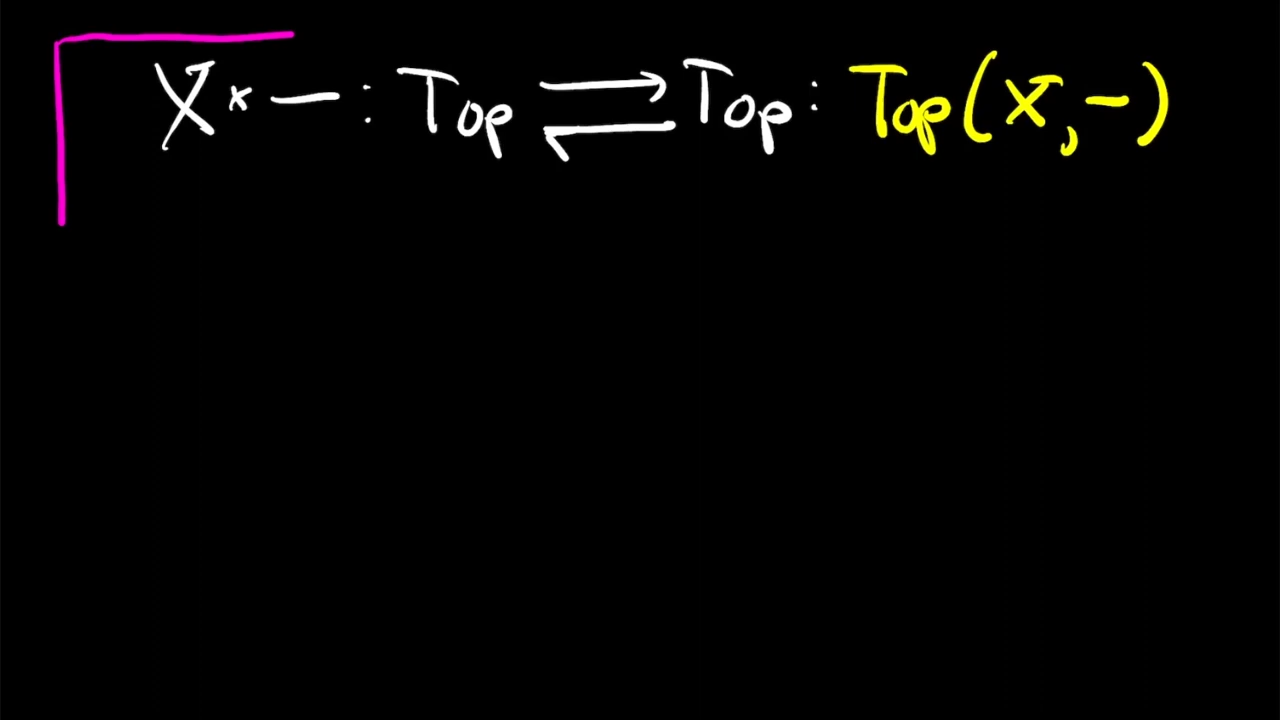 X × — : Top ⇄ Top : Top(X, −)